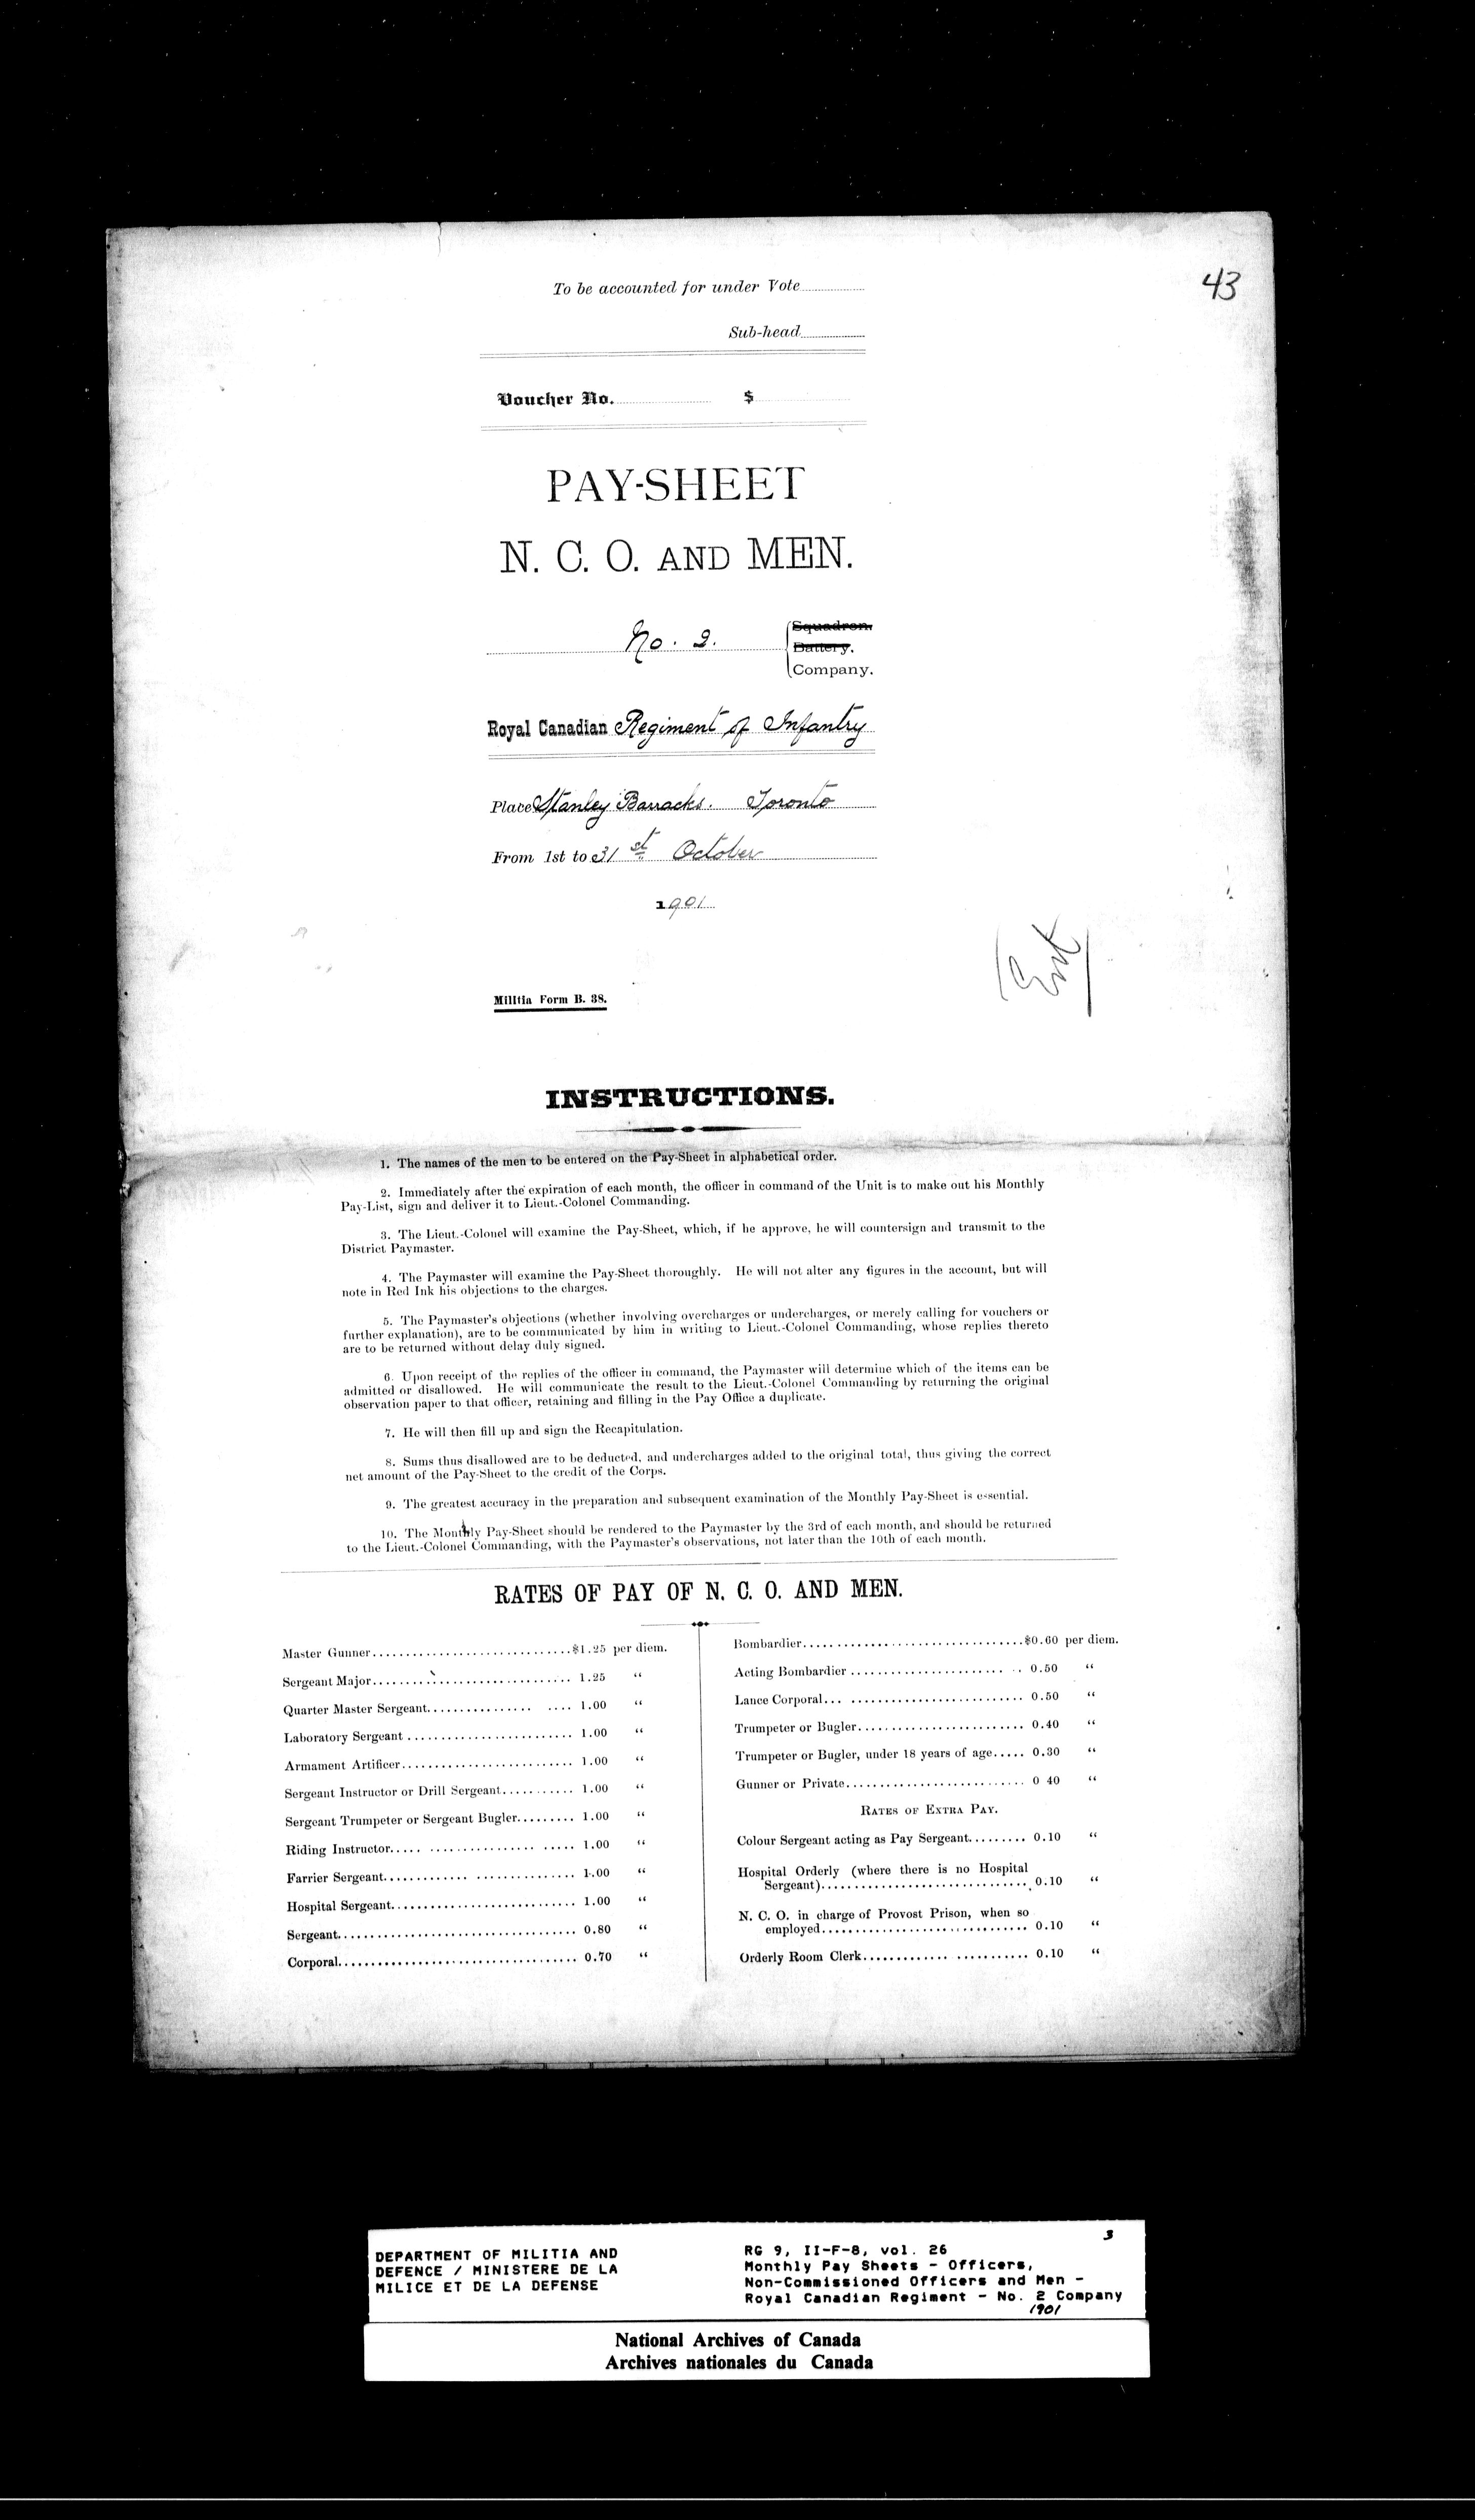 43
To be accounted for under Vote
Sub-head
Voucher No. $
PAY-SHEET
N. C. O. AND MEN.
Squadron.
No. 2. Battery.
Company.
Royal Canadian Regiment of Infantry
Place Stanley Barracks. Toronto
From 1st to 31st October
1901
Militia Form B. 38.
INSTRUCTIONS.
1. The names of the men to be entered on the Pay-Sheet in alphabetical order.
2. Immediately after the expiration of each month, the officer in command of the Unit is to make out his Monthly
Pay-List, sign and deliver it to Lieut.-Colonel Commanding.
3. The Lieut.-Colonel will examine the Pay-Sheet, which, if he approve, he will countersign and transmit to the
District Paymaster.
4. The Paymaster will examine the Pay-Sheet thoroughly. He will not alter any figures in the account, but will
note in Red Ink his objections to the charges.
5. The Paymaster's objections (whether involving overcharges or undercharges, or merely calling for vouchers or
further explanation), are to be communicated by him in writing to Lieut.-Colonel Commanding, whose replies thereto
are to be returned without delay duly signed.
6. Upon receipt of the replies of the officer in command, the Paymaster will determine which of the items can be
admitted or disallowed. He will communicate the result to the Lieut.-Colonel Commanding by returning the original
observation paper to that officer, retaining and filling in the Pay Office a duplicate.
7. He will then fill up and sign the Recapitulation.
8. Sums thus disallowed are to be deducted, and undercharges added to the original total, thus giving the correct
net amount of the Pay-Sheet to the credit of the Corps.
9. The greatest accuracy in the preparation and subsequent examination of the Monthly Pay-Sheet is essential.
10. The Monthly Pay-Sheet should be rendered to the Paymaster by the 3rd of each month, and should be returned
to the Lieut.-Colonel Commanding, with the Paymaster's observations, not later than the 10th of each month.
RATES OF PAY OF N. C. O. AND MEN.
Master Gunner $1.25 per diem.
Sergeant Major 1.25 "
Quarter Master Sergeant 1.00 "
Laboratory Sergeant 1.00 "
Armament Artificer 1.00 "
Sergeant Instructor or Drill Sergeant 1.00 "
Sergeant Trumpeter or Sergeant Bugler 1.00 "
Riding Instructor 1.00 "
Farrier Sergeant 1.00 "
Hospital Sergeant 1.00 "
Sergeant 0.80 "
Corporal 0.70 "
Bombardier $0.60 per diem.
Acting Bombardier 0.50 "
Lance Corporal 0.50 "
Trumpeter or Bugler 0.40 "
Trumpeter or Bugler, under 18 years of age 0.30 "
Gunner or Private 0 40 "
RATES OF EXTRA PAY.
Colour Sergeant acting as Pay Sergeant 0.10 "
Hospital Orderly (where there is no Hospital
Sergeant) 0.10 "
N. C. O. in charge of Provost Prison, when so
employed 0.10 "
Orderly Room Clerk 0.10 "
3
DEPARTMENT OF MILITIA AND
DEFENCE / MINISTERE DE LA
MILICE ET DE LA DEFENSE
RG 9, II-F-8, vol. 26
Monthly Pay Sheets - Officers,
Non-Commissioned Officers and Men -
Royal Canadian Regiment - No. 2 Company
1901
National Archives of Canada
Archives nationales du Canada